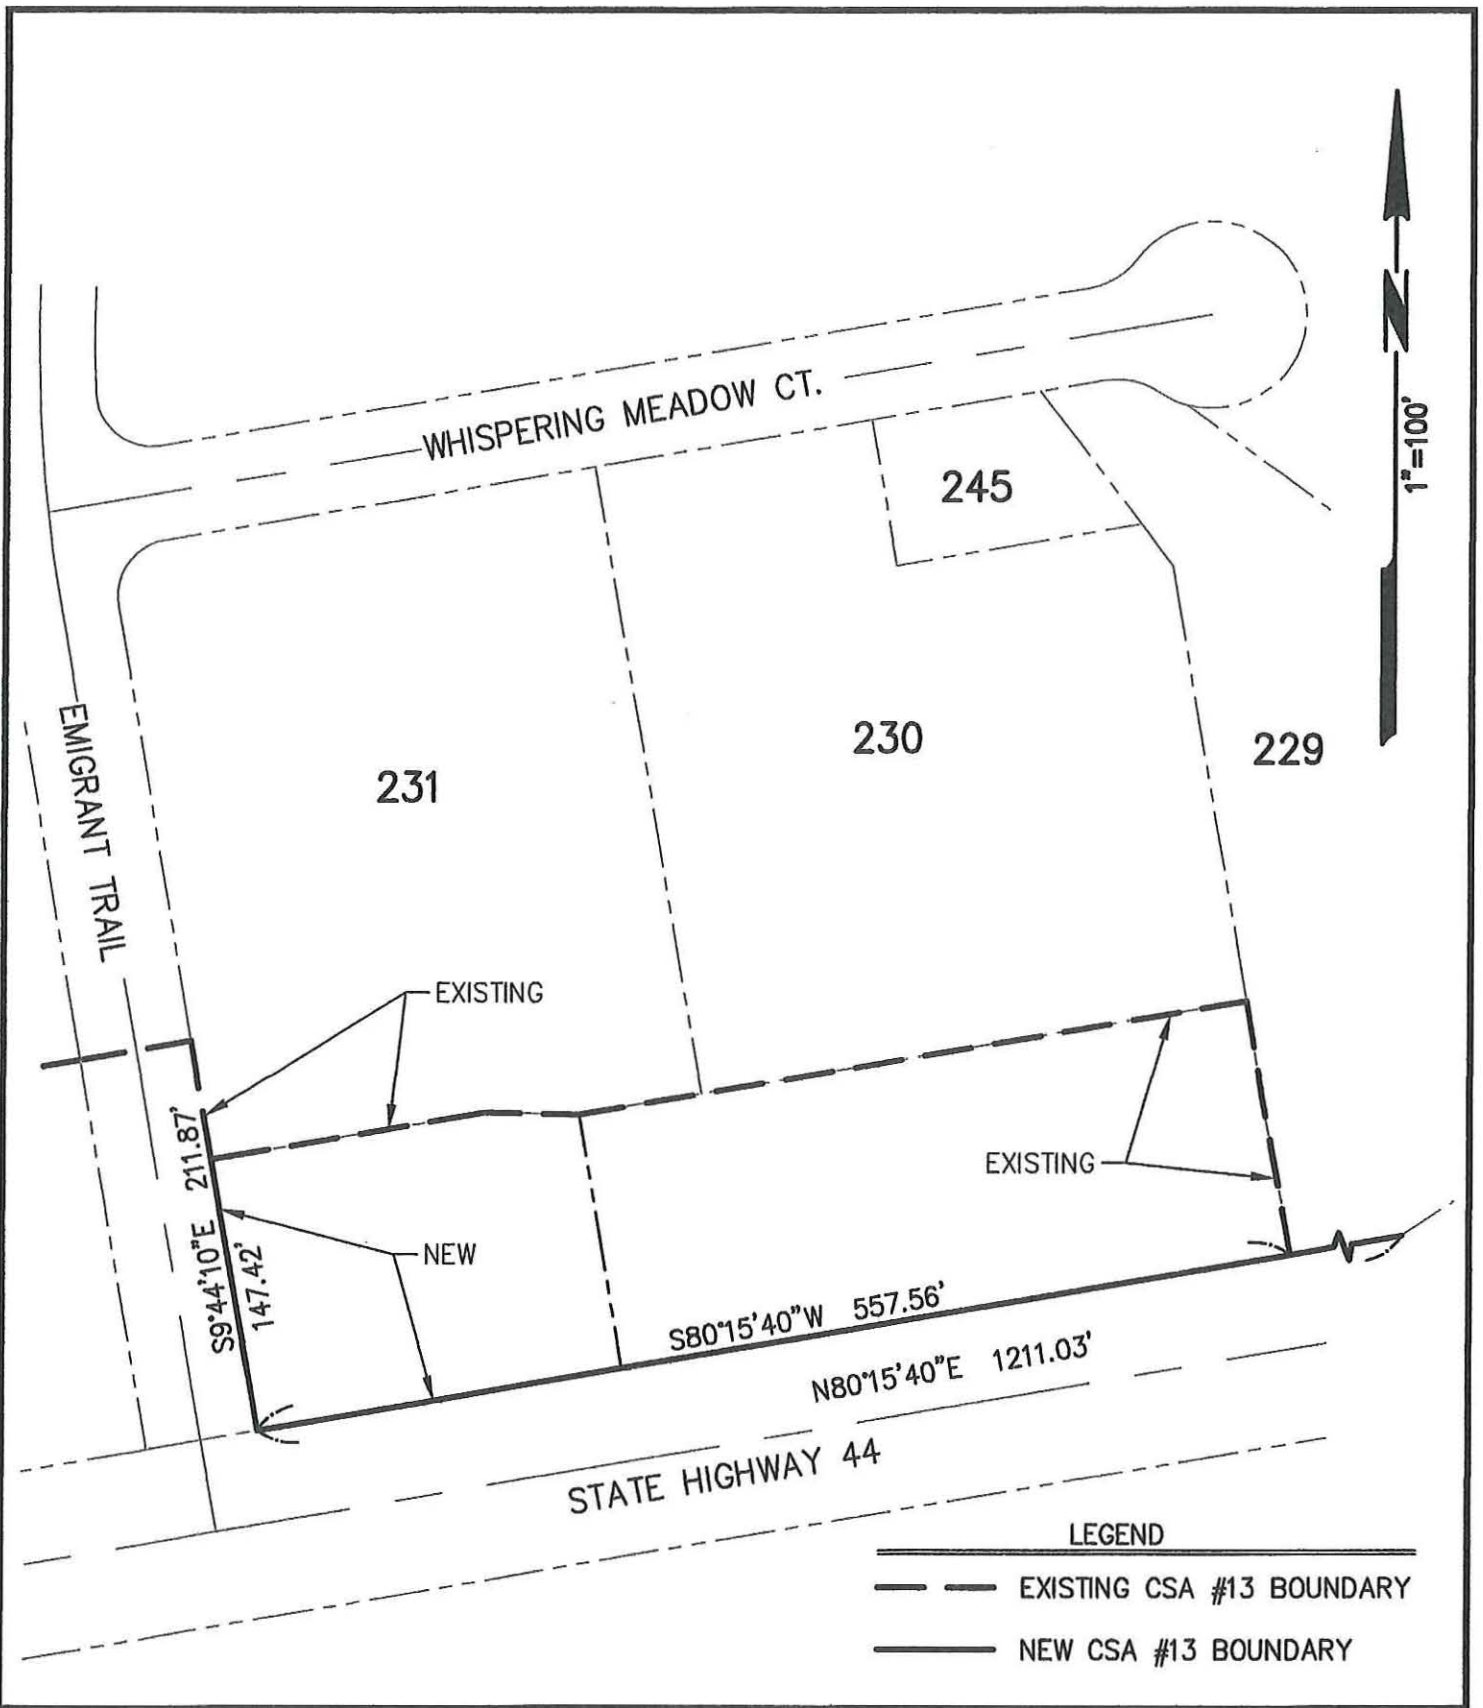 WHISPERING MEADOW CT.
245
N
1"=100'
EMIGRANT TRAIL
231
230
229
EXISTING
211.87'
S9°44'10"E
147.42'
NEW
EXISTING
S80°15'40"W 557.56'
N80°15'40"E 1211.03'
STATE HIGHWAY 44
LEGEND
EXISTING CSA #13 BOUNDARY
NEW CSA #13 BOUNDARY